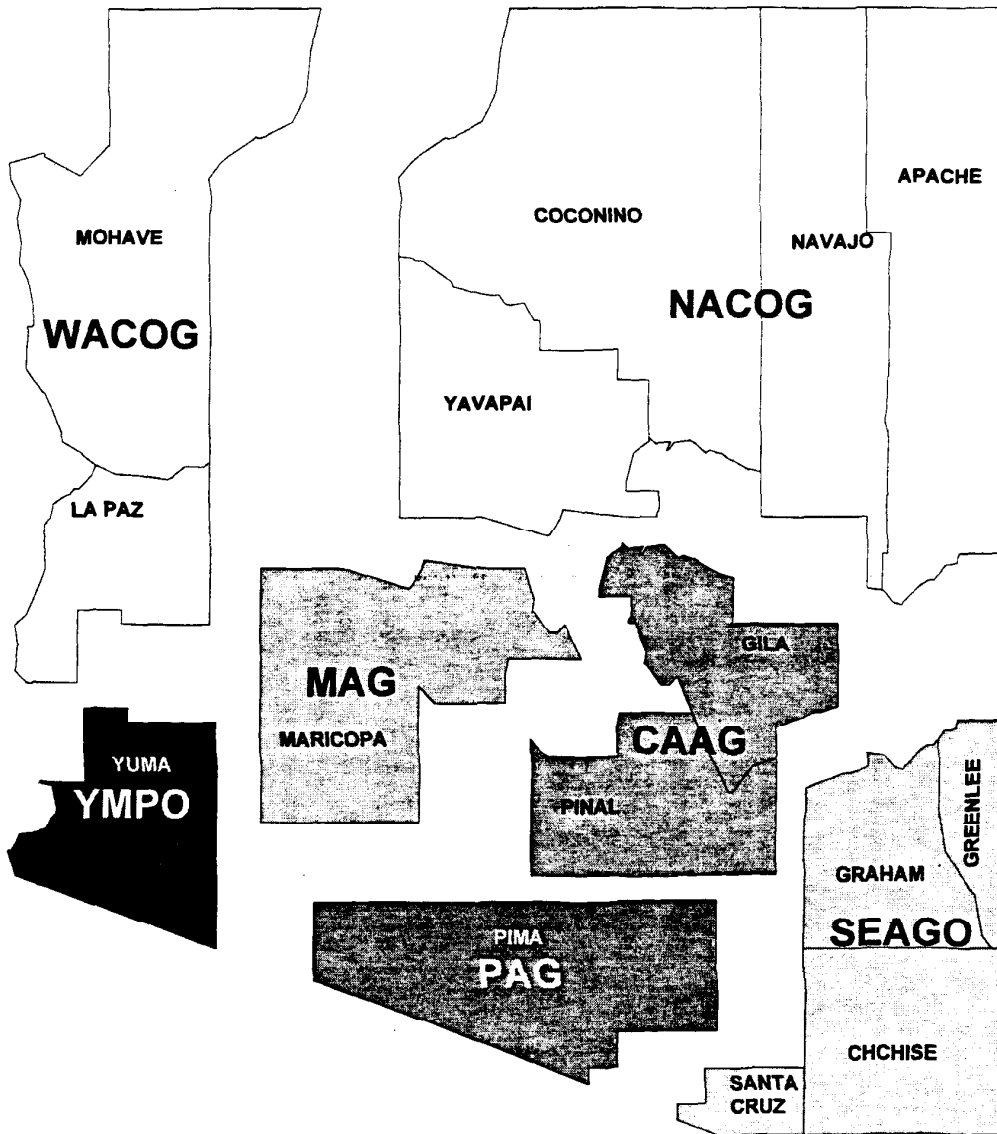 MOHAVE
WACOG
LA PAZ
COCONINO
NAVAJO
APACHE
NACOG
YAVAPAI
MAG
MARICOPA
GILA
CAAG
PINAL
YUMA
YMPO
PIMA
PAG
GRAHAM
GREENLEE
SEAGO
CHCHISE
SANTA
CRUZ